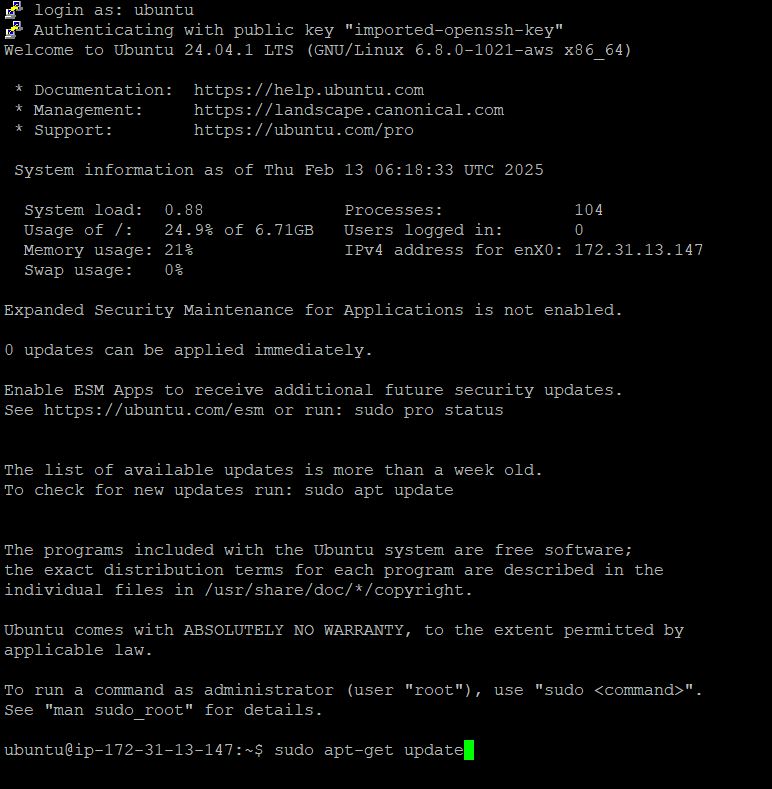 login as: ubuntu
Authenticating with public key "imported-openssh-key"
Welcome to Ubuntu 24.04.1 LTS (GNU/Linux 6.8.0-1021-aws x86_64)

 * Documentation:  https://help.ubuntu.com
 * Management:     https://landscape.canonical.com
 * Support:        https://ubuntu.com/pro

 System information as of Thu Feb 13 06:18:33 UTC 2025

  System load:  0.88              Processes:             104
  Usage of /:   24.9% of 6.71GB   Users logged in:       0
  Memory usage: 21%               IPv4 address for enX0: 172.31.13.147
  Swap usage:   0%

Expanded Security Maintenance for Applications is not enabled.

0 updates can be applied immediately.

Enable ESM Apps to receive additional future security updates.
See https://ubuntu.com/esm or run: sudo pro status


The list of available updates is more than a week old.
To check for new updates run: sudo apt update


The programs included with the Ubuntu system are free software;
the exact distribution terms for each program are described in the
individual files in /usr/share/doc/*/copyright.

Ubuntu comes with ABSOLUTELY NO WARRANTY, to the extent permitted by
applicable law.

To run a command as administrator (user "root"), use "sudo <command>".
See "man sudo_root" for details.

ubuntu@ip-172-31-13-147:~$ sudo apt-get update